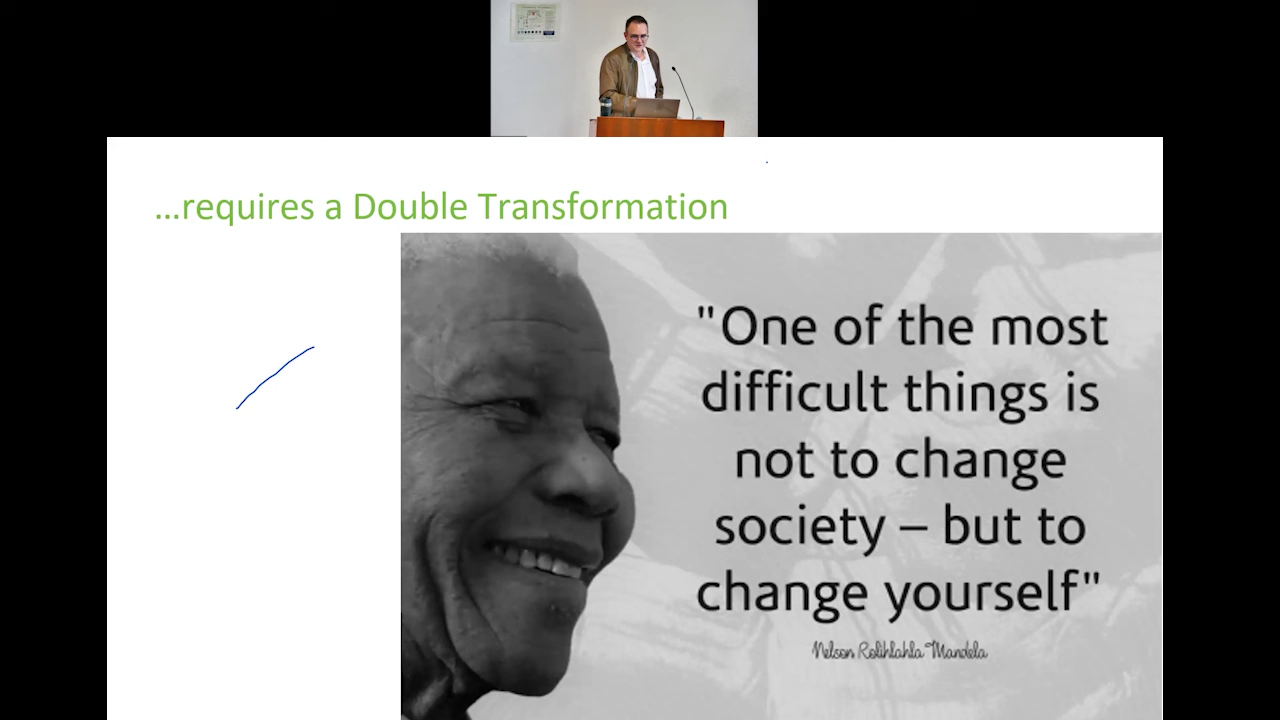 ...requires a Double Transformation
"One of the most
difficult things is
not to change
society – but to
change yourself"
Nelson Rolihlahla Mandela